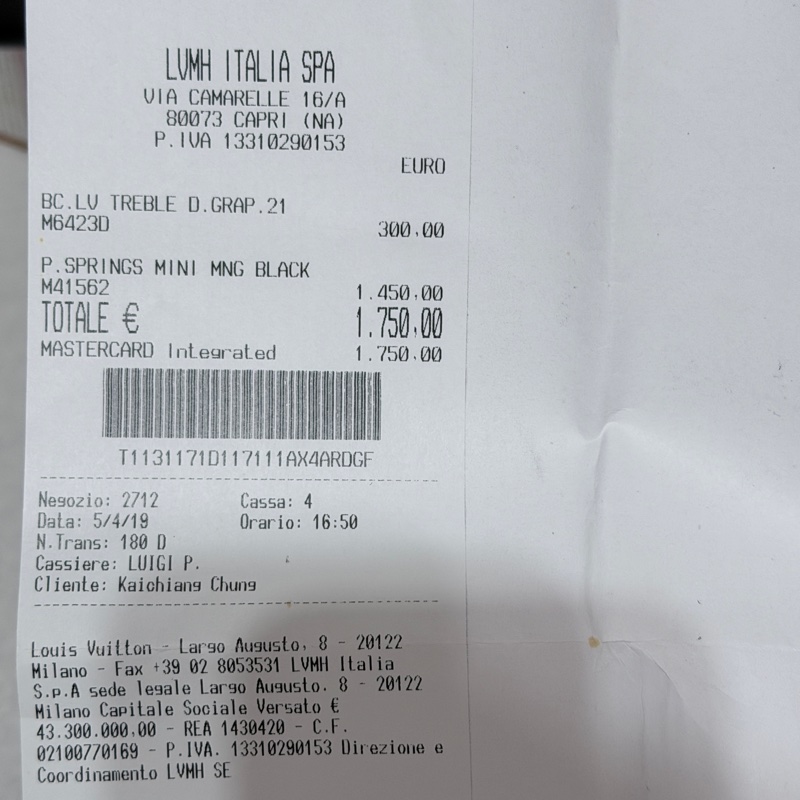 LVMH ITALIA SPA
VIA CAMARELLE 16/A
80073 CAPRI (NA)
P.IVA 13310290153
EURO
BC.LV TREBLE D.GRAP.21
M6423D 300,00
P.SPRINGS MINI MNG BLACK
M41562 1.450,00
TOTALE € 1.750,00
MASTERCARD Integrated 1.750,00
T1131171D117111AX4ARDGF
Negozio: 2712 Cassa: 4
Data: 5/4/19 Orario: 16:50
N.Trans: 180 D
Cassiere: LUIGI P.
Cliente: Kaichiang Chung
Louis Vuitton - Largo Augusto, 8 - 20122
Milano - Fax +39 02 8053531 LVMH Italia
S.p.A sede legale Largo Augusto. 8 - 20122
Milano Capitale Sociale Versato €
43.300.000,00 - REA 1430420 - C.F.
02100770169 - P.IVA. 13310290153 Direzione e
Coordinamento LVMH SE